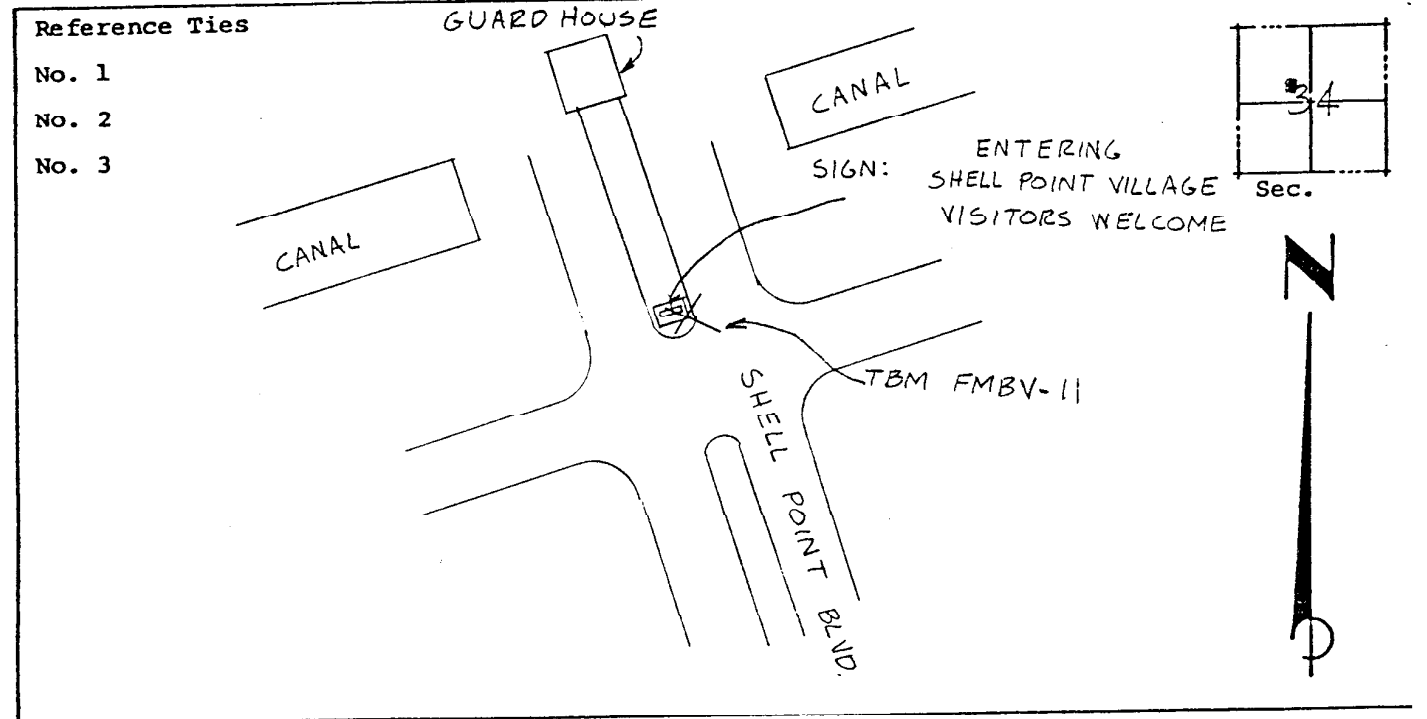 Reference Ties
No. 1
No. 2
No. 3
GUARD HOUSE
CANAL
CANAL
SIGN: ENTERING
SHELL POINT VILLAGE
VISITORS WELCOME
34
Sec.
N
TBM FMBV-11
SHELL POINT BLVD.